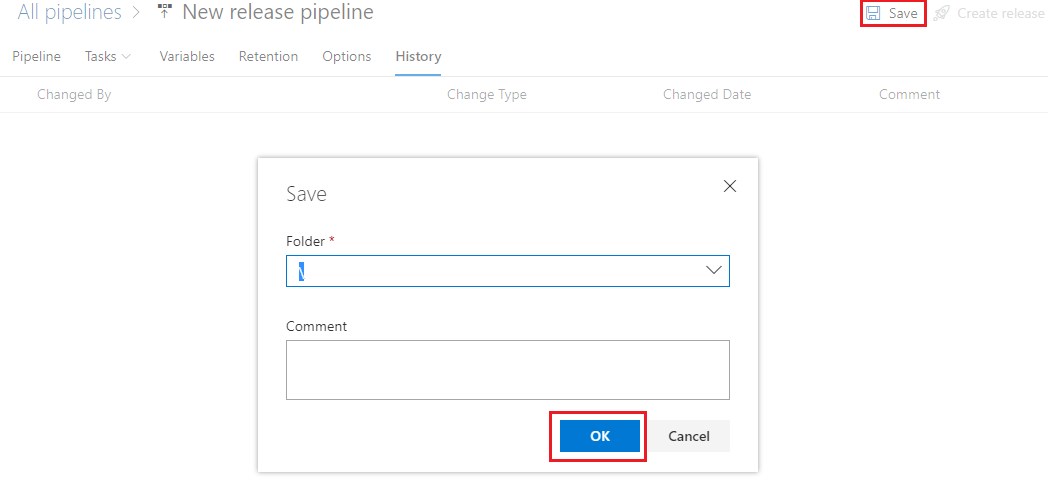 All pipelines > New release pipeline Save Create release
Pipeline Tasks Variables Retention Options History
Changed By Change Type Changed Date Comment
Save
Folder *
\
Comment
OK Cancel